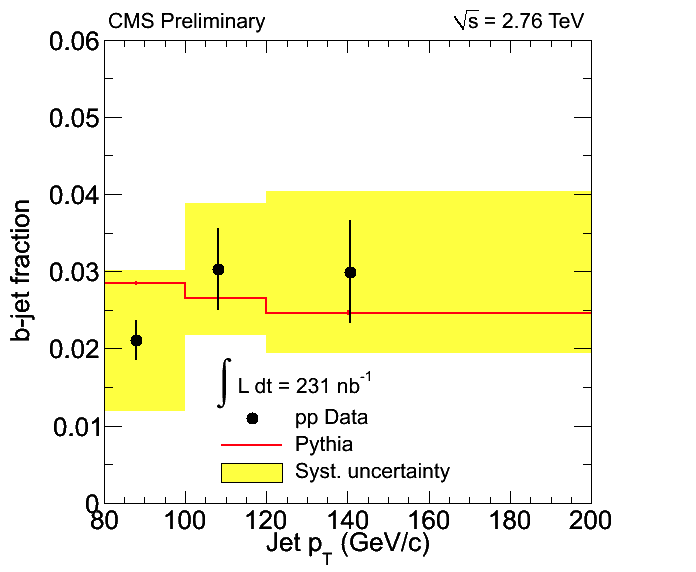 CMS Preliminary
√s = 2.76 TeV
b-jet fraction
0.06
0.05
0.04
0.03
0.02
0.01
0
∫ L dt = 231 nb⁻¹
pp Data
Pythia
Syst. uncertainty
80 100 120 140 160 180 200
Jet p_T (GeV/c)